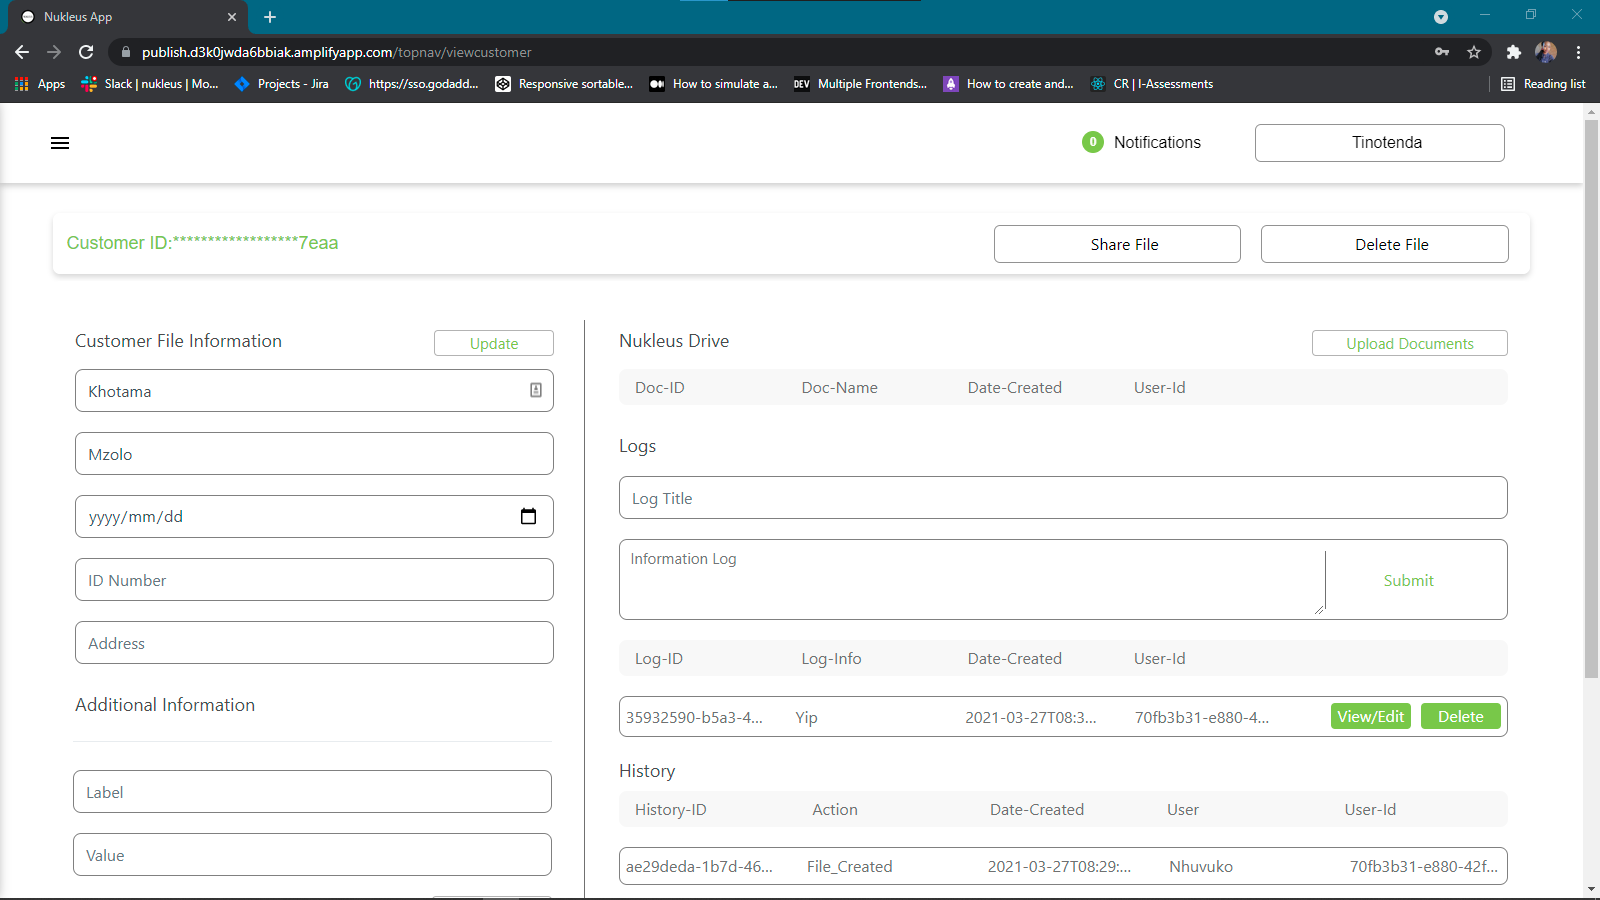 Nukleus App
publish.d3k0jwda6bbiak.amplifyapp.com/topnav/viewcustomer
Apps Slack | nukleus | Mo... Projects - Jira https://sso.godadd... Responsive sortable... How to simulate a... DEV Multiple Frontends... How to create and... CR | I-Assessments Reading list
0 Notifications Tinotenda
Customer ID:******************7eaa Share File Delete File
Customer File Information Update
Khotama
Mzolo
yyyy/mm/dd
ID Number
Address
Additional Information
Label
Value
Nukleus Drive Upload Documents
Doc-ID Doc-Name Date-Created User-Id
Logs
Log Title
Information Log
Submit
Log-ID Log-Info Date-Created User-Id
35932590-b5a3-4... Yip 2021-03-27T08:3... 70fb3b31-e880-4... View/Edit Delete
History
History-ID Action Date-Created User User-Id
ae29deda-1b7d-46... File_Created 2021-03-27T08:29:... Nhuvuko 70fb3b31-e880-42f...